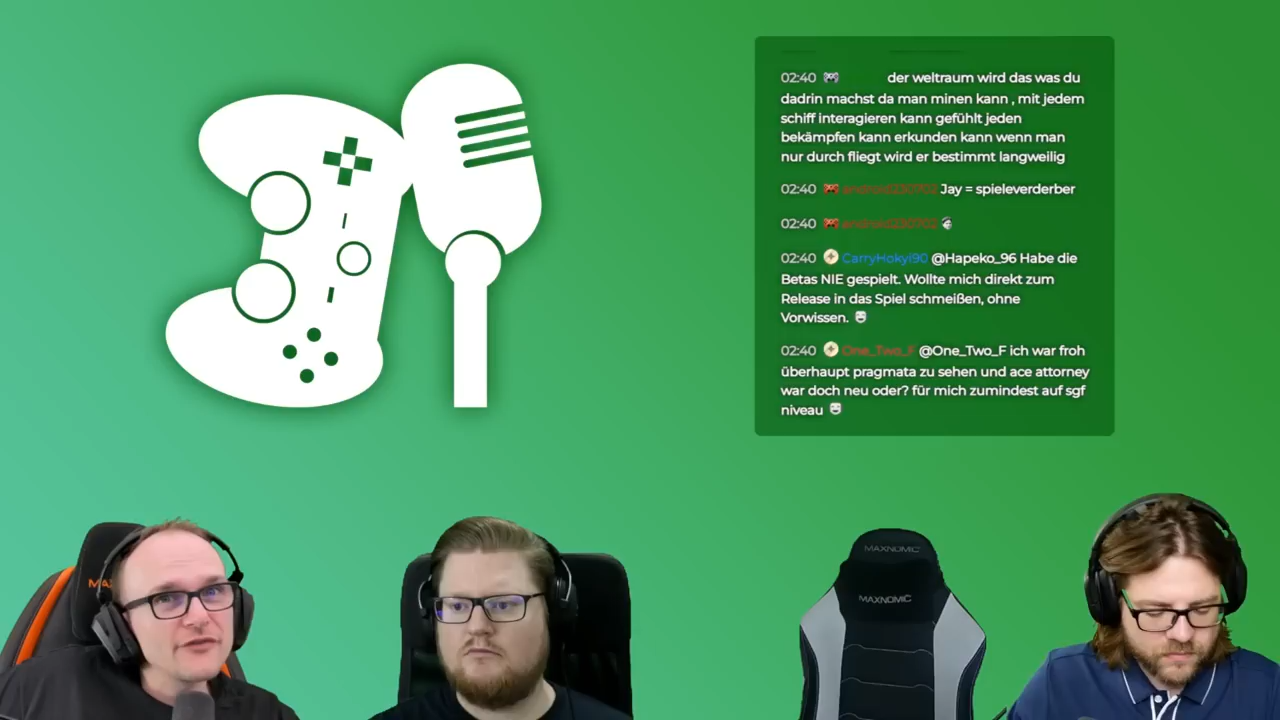 02:40 der weltraum wird das was du
dadrin machst da man minen kann , mit jedem
schiff interagieren kann gefühlt jeden
bekämpfen kann erkunden kann wenn man
nur durch fliegt wird er bestimmt langweilig
02:40 android230702 Jay = spieleverderber
02:40 android230702
02:40 CarryHokyi90 @Hapeko_96 Habe die
Betas NIE gespielt. Wollte mich direkt zum
Release in das Spiel schmeißen, ohne
Vorwissen.
02:40 One_Two_F @One_Two_F ich war froh
überhaupt pragmata zu sehen und ace attorney
war doch neu oder? für mich zumindest auf sgf
niveau
MAXNOMIC
MAXNOMIC